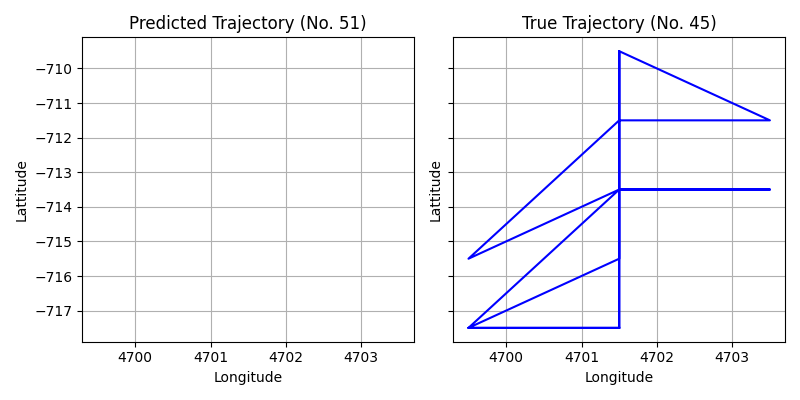 Predicted Trajectory (No. 51)
−710
−711
−712
−713
−714
−715
−716
−717
Lattitude
4700 4701 4702 4703
Longitude
True Trajectory (No. 45)
Lattitude
4700 4701 4702 4703
Longitude